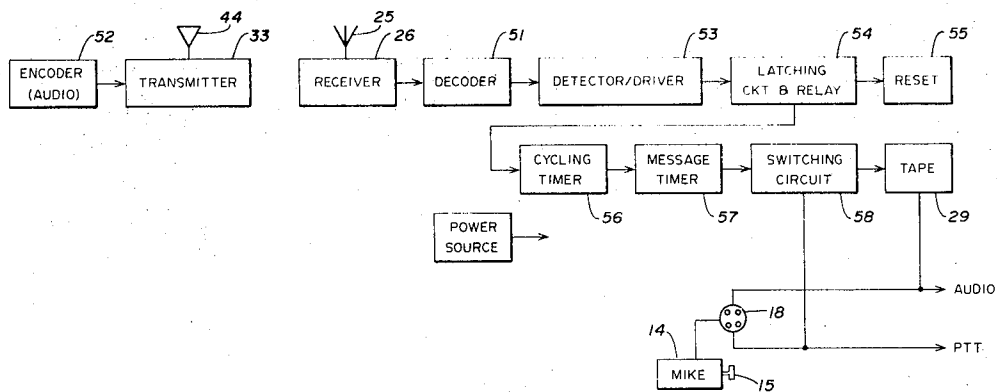 52
44
33
25
26
51
53
54
55
ENCODER
(AUDIO)
TRANSMITTER
RECEIVER
DECODER
DETECTOR/DRIVER
LATCHING
CKT & RELAY
RESET
CYCLING
TIMER
MESSAGE
TIMER
SWITCHING
CIRCUIT
TAPE
56
57
58
29
POWER
SOURCE
AUDIO
18
14
PTT
MIKE
15